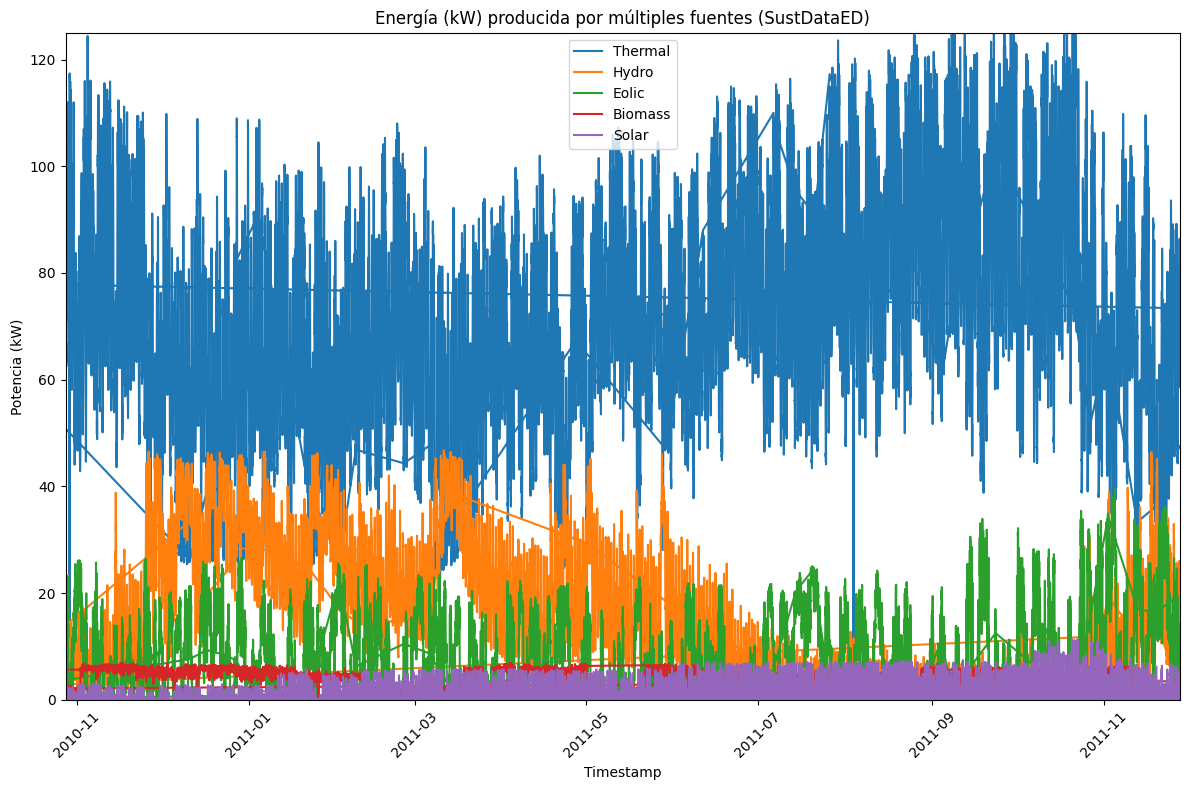 Energía (kW) producida por múltiples fuentes (SustDataED)
Thermal
Hydro
Eolic
Biomass
Solar
Potencia (kW)
120
100
80
60
40
20
0
2010-11
2011-01
2011-03
2011-05
2011-07
2011-09
2011-11
Timestamp